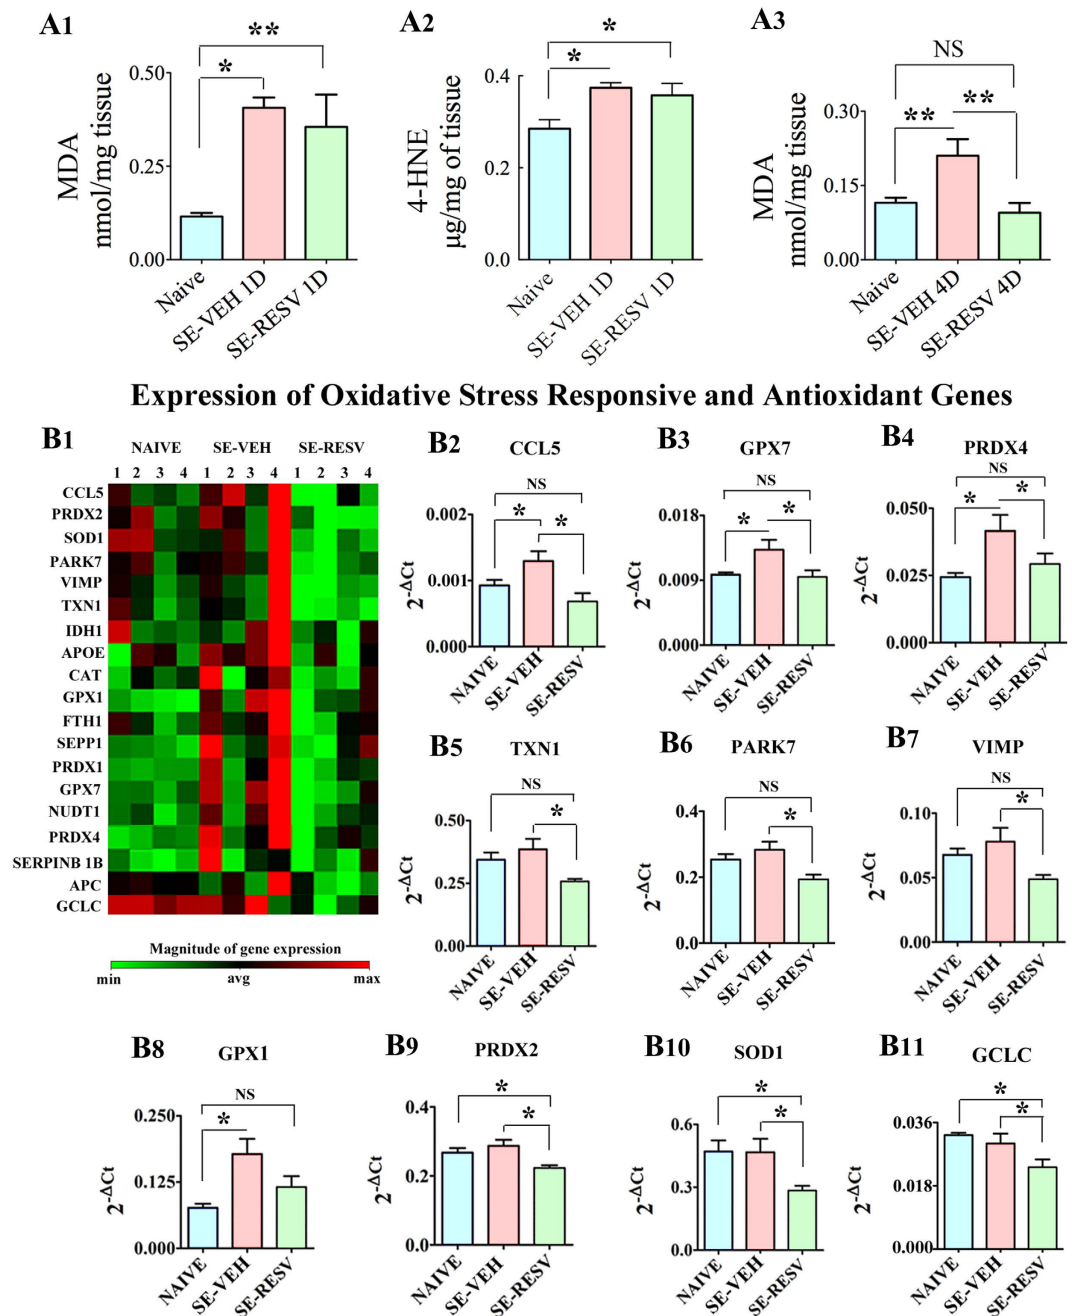 A1
**
*
0.50
0.25
0.00
MDA
nmol/mg tissue
Naive
SE-VEH 1D
SE-RESV 1D
A2
*
*
0.4
0.2
0.0
4-HNE
µg/mg of tissue
Naive
SE-VEH 1D
SE-RESV 1D
A3
NS
** **
0.30
0.15
0.00
MDA
nmol/mg tissue
Naive
SE-VEH 4D
SE-RESV 4D
Expression of Oxidative Stress Responsive and Antioxidant Genes
B1
NAIVE SE-VEH SE-RESV
1 2 3 4 1 2 3 4 1 2 3 4
CCL5
PRDX2
SOD1
PARK7
VIMP
TXN1
IDH1
APOE
CAT
GPX1
FTH1
SEPP1
PRDX1
GPX7
NUDT1
PRDX4
SERPINB 1B
APC
GCLC
Magnitude of gene expression
min avg max
B2 CCL5
NS
* *
0.002
0.001
0.000
2-ΔCt
NAIVE
SE-VEH
SE-RESV
B3 GPX7
NS
* *
0.018
0.009
0.000
2-ΔCt
NAIVE
SE-VEH
SE-RESV
B4 PRDX4
NS
* *
0.050
0.025
0.000
2-ΔCt
NAIVE
SE-VEH
SE-RESV
B5 TXN1
NS
*
0.50
0.25
0.00
2-ΔCt
NAIVE
SE-VEH
SE-RESV
B6 PARK7
NS
*
0.4
0.2
0.0
2-ΔCt
NAIVE
SE-VEH
SE-RESV
B7 VIMP
NS
*
0.10
0.05
0.00
2-ΔCt
NAIVE
SE-VEH
SE-RESV
B8 GPX1
NS
*
0.250
0.125
0.000
2-ΔCt
NAIVE
SE-VEH
SE-RESV
B9 PRDX2
*
*
0.4
0.2
0.0
2-ΔCt
NAIVE
SE-VEH
SE-RESV
B10 SOD1
*
*
0.6
0.3
0.0
2-ΔCt
NAIVE
SE-VEH
SE-RESV
B11 GCLC
*
*
0.036
0.018
0.000
2-ΔCt
NAIVE
SE-VEH
SE-RESV